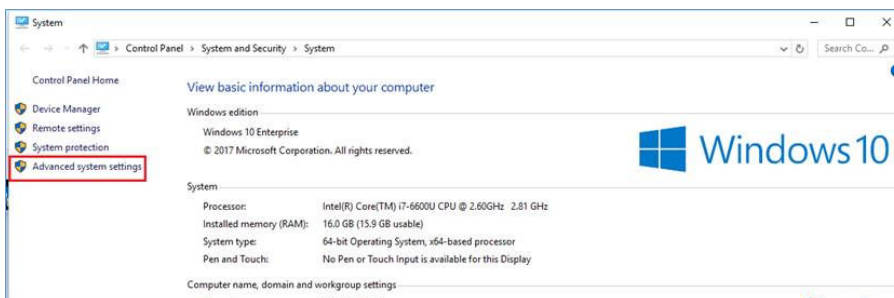 System
Control Panel > System and Security > System
Search Co...
Control Panel Home
Device Manager
Remote settings
System protection
Advanced system settings
View basic information about your computer
Windows edition
Windows 10 Enterprise
© 2017 Microsoft Corporation. All rights reserved.
Windows 10
System
Processor: Intel(R) Core(TM) i7-6600U CPU @ 2.60GHz 2.81 GHz
Installed memory (RAM): 16.0 GB (15.9 GB usable)
System type: 64-bit Operating System, x64-based processor
Pen and Touch: No Pen or Touch Input is available for this Display
Computer name, domain and workgroup settings